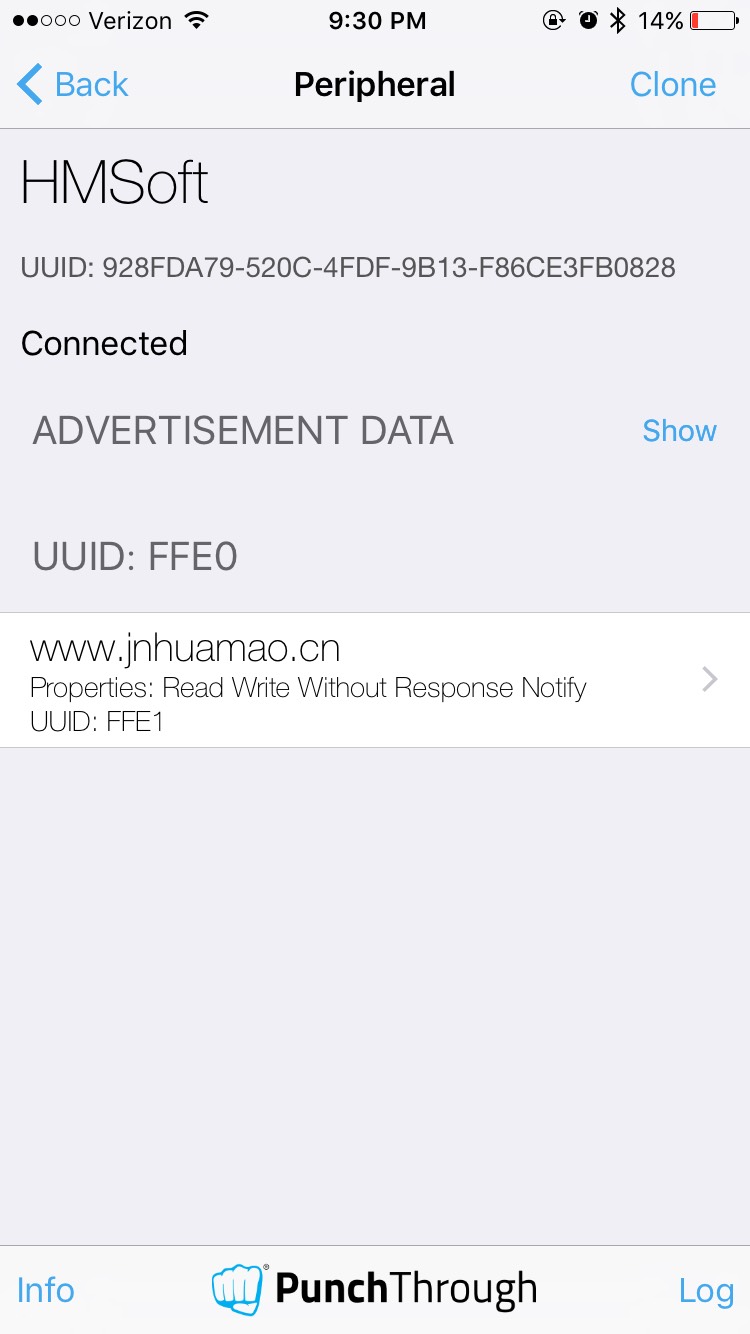 Verizon 9:30 PM 14%
Back Peripheral Clone
HMSoft
UUID: 928FDA79-520C-4FDF-9B13-F86CE3FB0828
Connected
ADVERTISEMENT DATA Show
UUID: FFE0
www.jnhuamao.cn
Properties: Read Write Without Response Notify
UUID: FFE1
Info PunchThrough Log